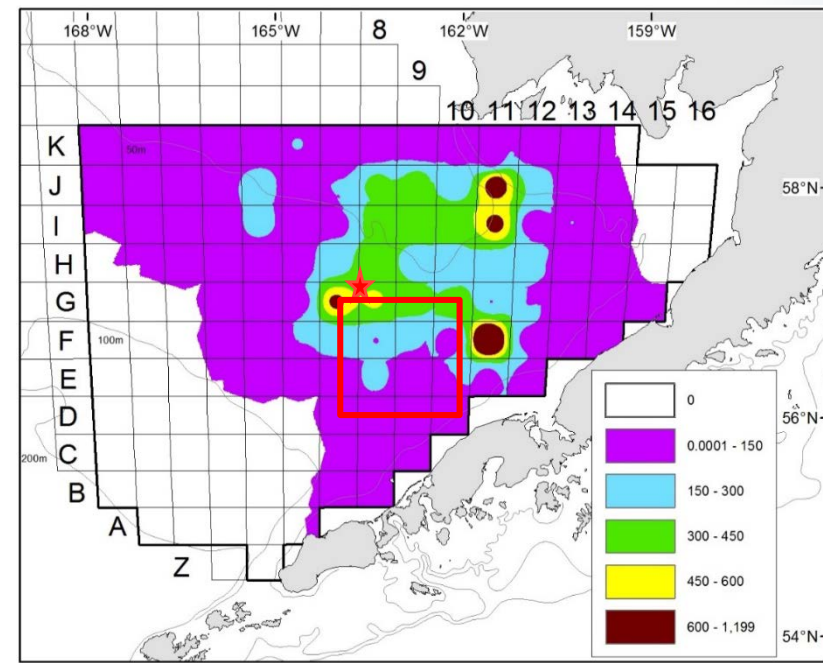 168°W 165°W 8 162°W 159°W
9
10 11 12 13 14 15 16
K
50m
J
58°N
I
H
G
F
100m
E
D
56°N
C
200m
B
A
Z
54°N
0
0.0001 - 150
150 - 300
300 - 450
450 - 600
600 - 1,199